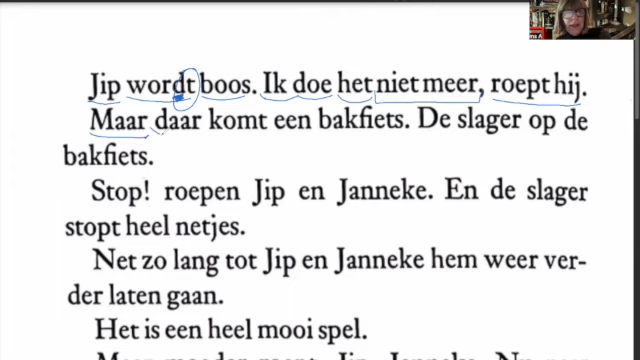 Jip wordt boos. Ik doe het niet meer, roept hij.
Maar daar komt een bakfiets. De slager op de
bakfiets.
Stop! roepen Jip en Janneke. En de slager
stopt heel netjes.
Net zo lang tot Jip en Janneke hem weer ver-
der laten gaan.
Het is een heel mooi spel.